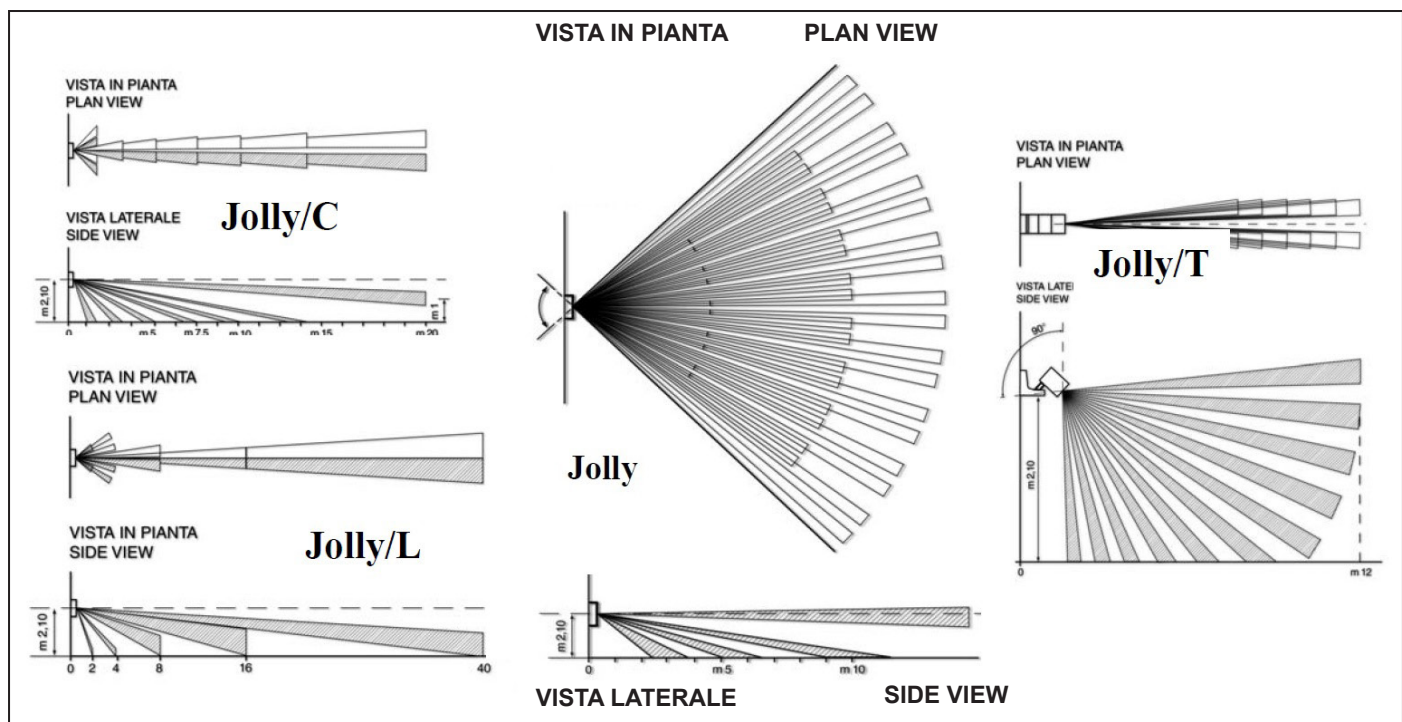 VISTA IN PIANTA PLAN VIEW
VISTA IN PIANTA
PLAN VIEW
Jolly/C
VISTA LATERALE
SIDE VIEW
m 2,10
m 1
0 m 5 m 7,5 m 10 m 15 m 20
VISTA IN PIANTA
PLAN VIEW
Jolly/L
VISTA IN PIANTA
SIDE VIEW
m 2,10
0 2 4 8 16 40
Jolly
m 2,10
0 m 5 m 10
VISTA LATERALE SIDE VIEW
VISTA IN PIANTA
PLAN VIEW
Jolly/T
VISTA LATE
SIDE VIEW
90°
m 2,10
0 m 12